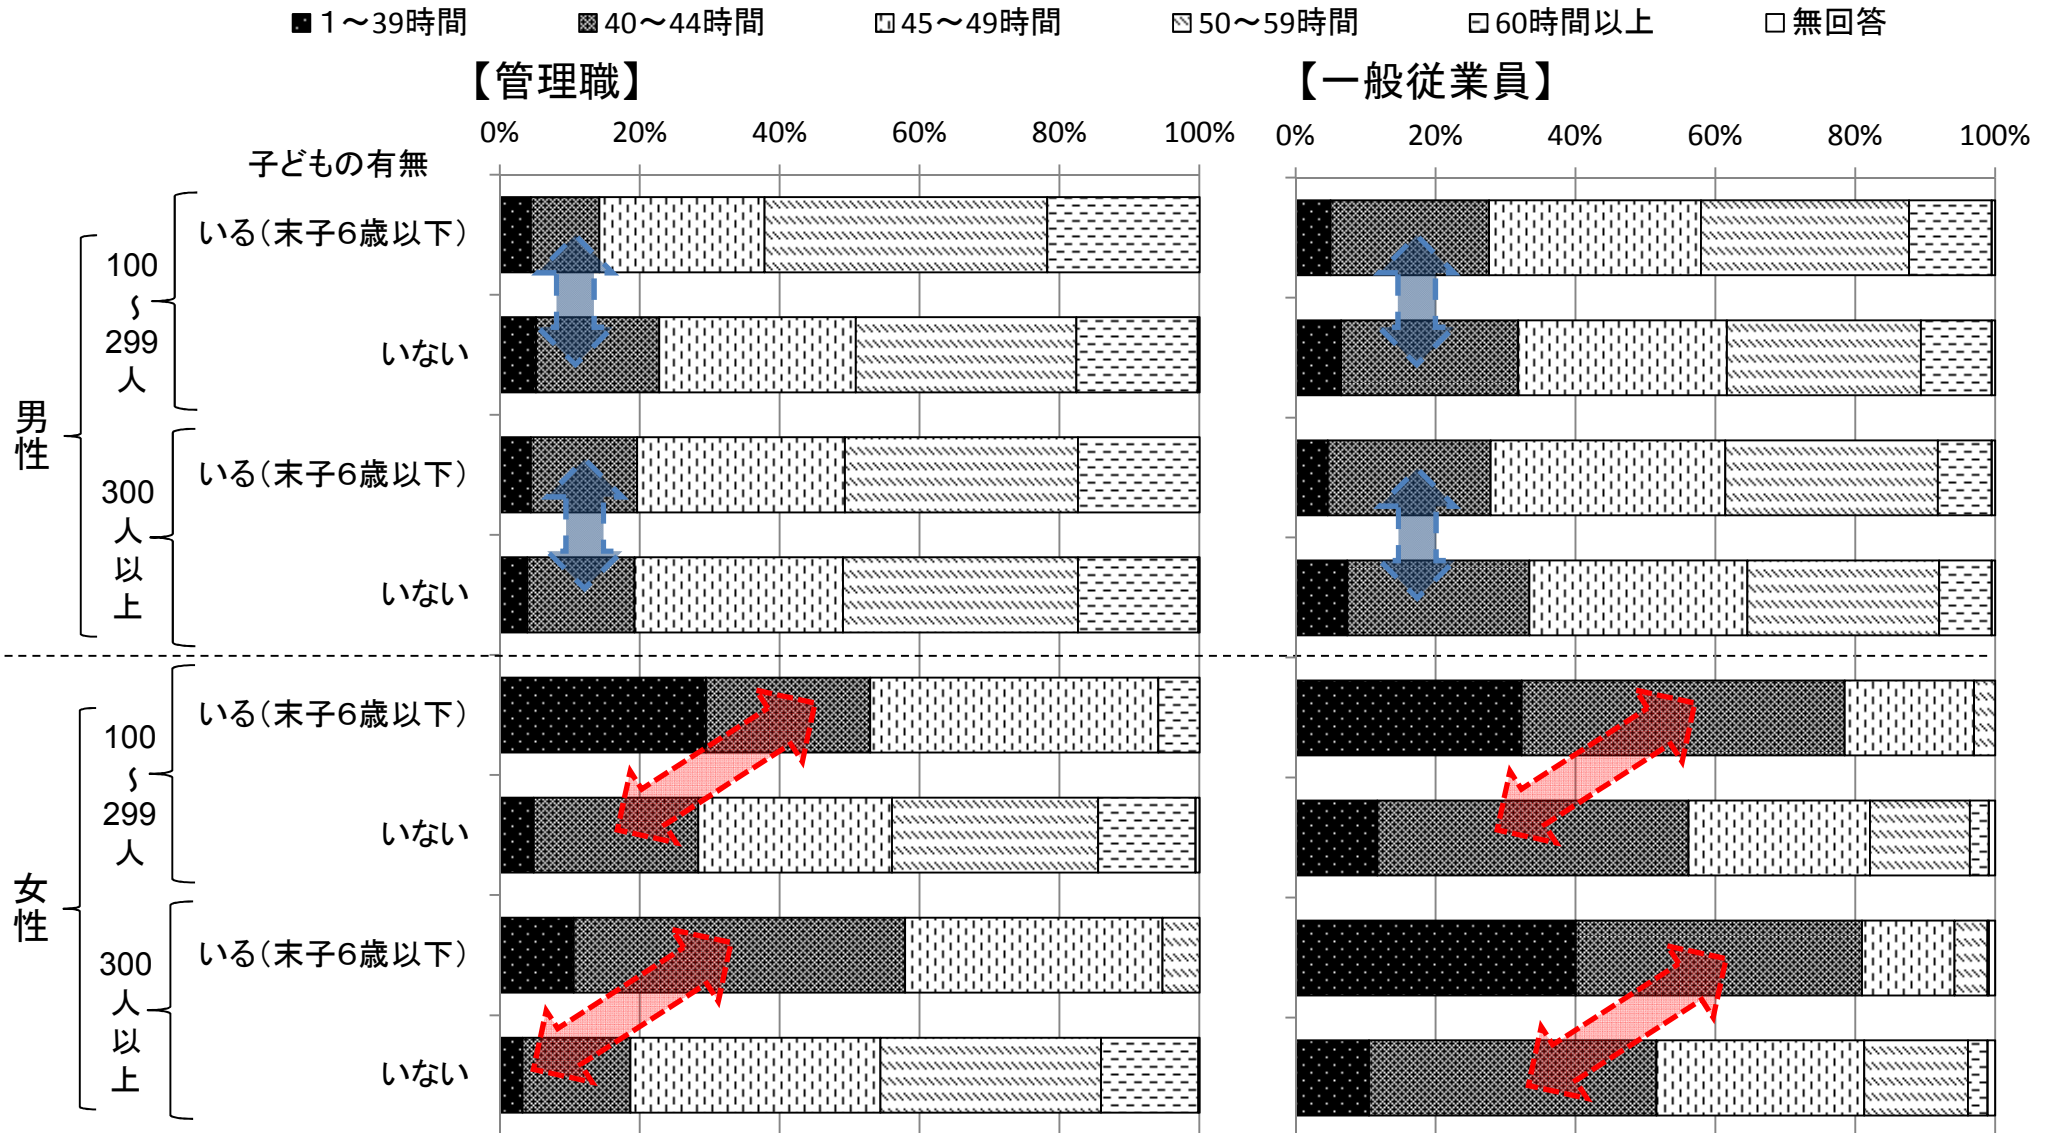 １～39時間 40～44時間 45～49時間 50～59時間 60時間以上 無回答
【管理職】
【一般従業員】
0% 20% 40% 60% 80% 100%
0% 20% 40% 60% 80% 100%
子どもの有無
男性
100～299人
いる（末子６歳以下）
いない
300人以上
いる（末子６歳以下）
いない
女性
100～299人
いる（末子６歳以下）
いない
300人以上
いる（末子６歳以下）
いない